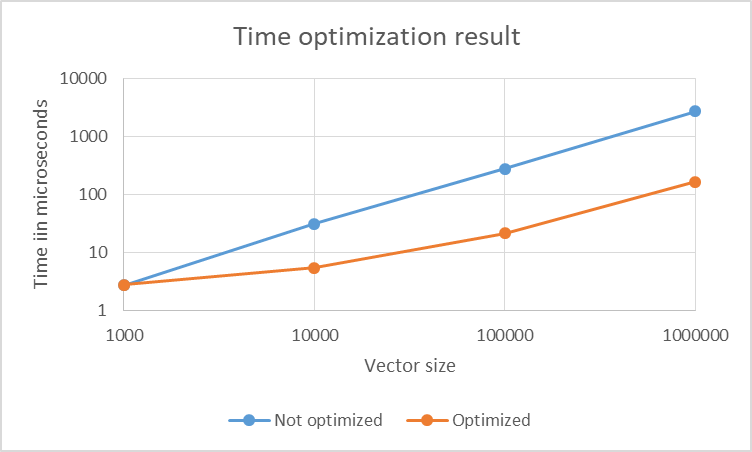 Time optimization result
Time iin microseconds
10000
1000
100
10
1
1000 10000 100000 1000000
Vector size
Not optimized Optimized